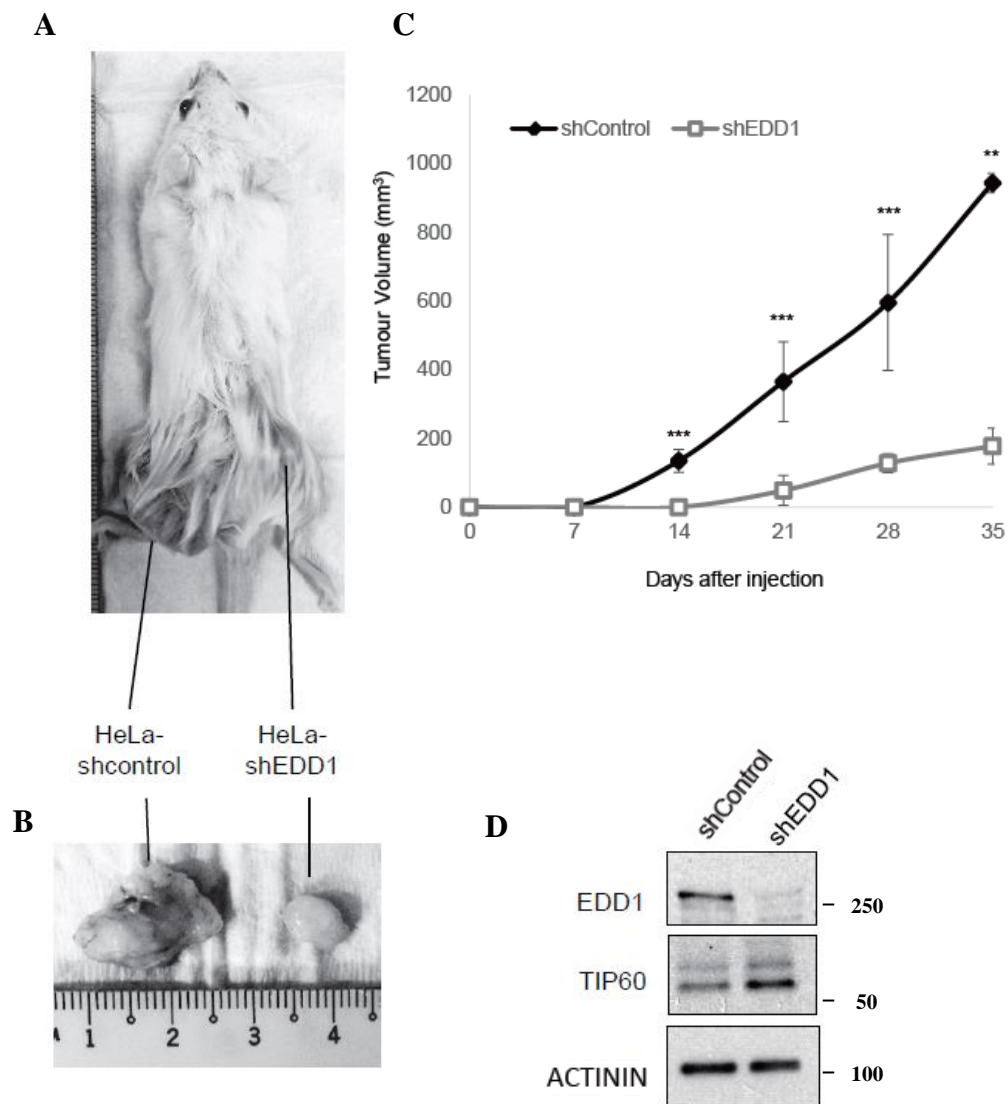 A
HeLa-
shcontrol
HeLa-
shEDD1
B
1 2 3 4
C
1200
1000
800
600
400
200
0
Tumour Volume (mm³)
shControl
shEDD1
***
***
***
**
0 7 14 21 28 35
Days after injection
D
shControl
shEDD1
EDD1
250
TIP60
50
ACTININ
100